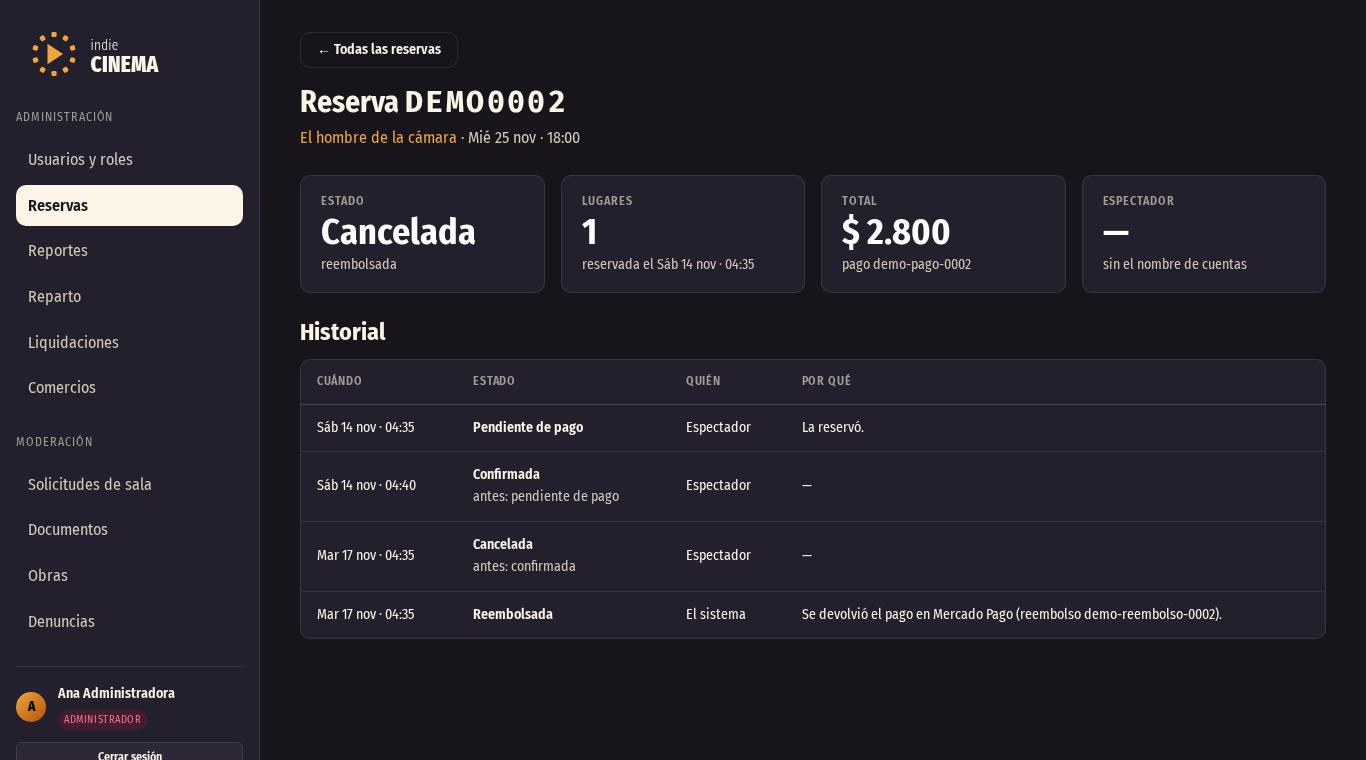 indie
CINEMA
ADMINISTRACIÓN
Usuarios y roles
Reservas
Reportes
Reparto
Liquidaciones
Comercios
MODERACIÓN
Solicitudes de sala
Documentos
Obras
Denuncias
A
Ana Administradora
ADMINISTRADOR
Cerrar sesión
← Todas las reservas
Reserva DEMO0002
El hombre de la cámara · Mié 25 nov · 18:00
ESTADO
Cancelada
reembolsada
LUGARES
1
reservada el Sáb 14 nov · 04:35
TOTAL
$ 2.800
pago demo-pago-0002
ESPECTADOR
—
sin el nombre de cuentas
Historial
CUÁNDO ESTADO QUIÉN POR QUÉ
Sáb 14 nov · 04:35 Pendiente de pago Espectador La reservó.
Sáb 14 nov · 04:40 Confirmada Espectador —
antes: pendiente de pago
Mar 17 nov · 04:35 Cancelada Espectador —
antes: confirmada
Mar 17 nov · 04:35 Reembolsada El sistema Se devolvió el pago en Mercado Pago (reembolso demo-reembolso-0002).